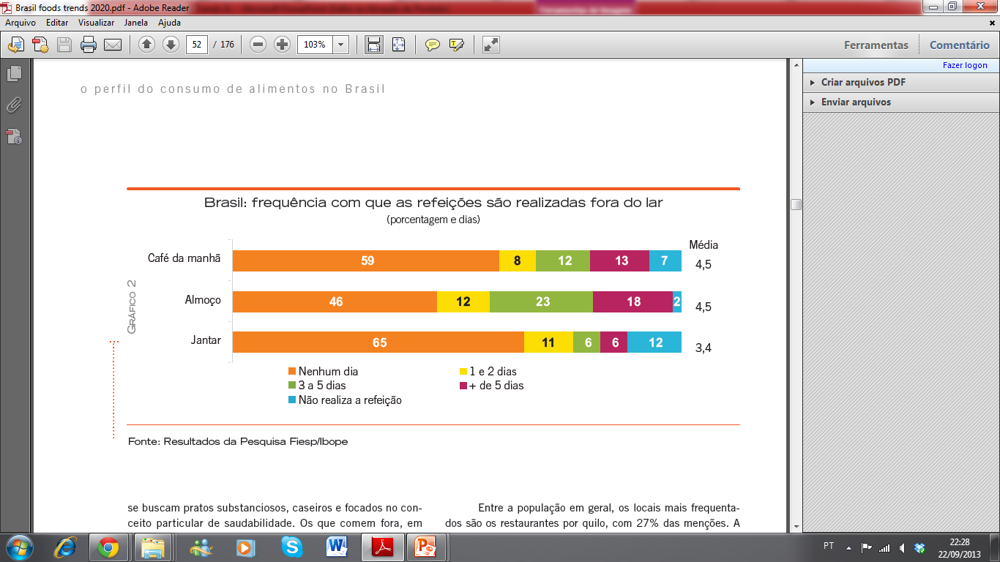 Brasil foods trends 2020.pdf - Adobe Reader
Arquivo Editar Visualizar Janela Ajuda
52 / 176 103% Ferramentas Comentário
Fazer logon
Criar arquivos PDF
Enviar arquivos
o perfil do consumo de alimentos no Brasil
Brasil: frequência com que as refeições são realizadas fora do lar
(porcentagem e dias)
Média
Café da manhã 59 8 12 13 7 4,5
Almoço 46 12 23 18 2 4,5
Jantar 65 11 6 6 12 3,4
GRÁFICO 2
Nenhum dia 1 e 2 dias
3 a 5 dias + de 5 dias
Não realiza a refeição
Fonte: Resultados da Pesquisa Fiesp/Ibope
se buscam pratos substanciosos, caseiros e focados no con-
ceito particular de saudabilidade. Os que comem fora, em
Entre a população em geral, os locais mais frequenta-
dos são os restaurantes por quilo, com 27% das menções. A
PT 22:28
22/09/2013